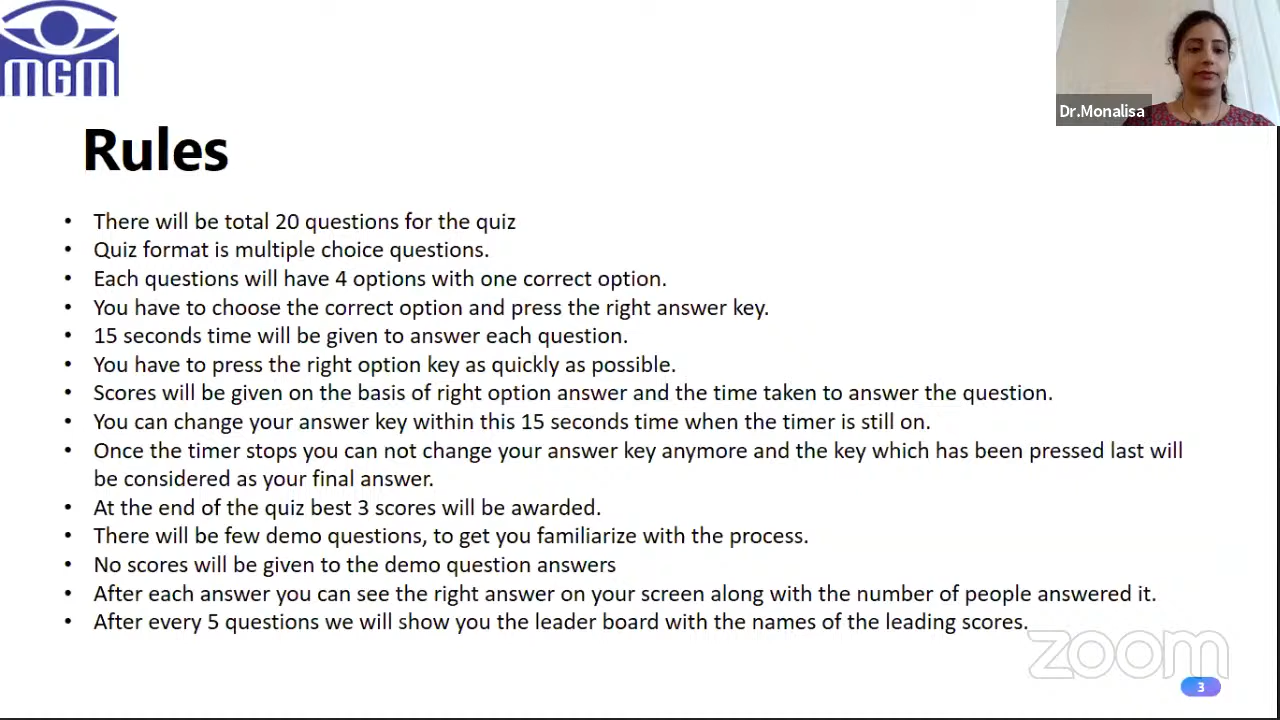 MGM
Dr.Monalisa
Rules
• There will be total 20 questions for the quiz
• Quiz format is multiple choice questions.
• Each questions will have 4 options with one correct option.
• You have to choose the correct option and press the right answer key.
• 15 seconds time will be given to answer each question.
• You have to press the right option key as quickly as possible.
• Scores will be given on the basis of right option answer and the time taken to answer the question.
• You can change your answer key within this 15 seconds time when the timer is still on.
• Once the timer stops you can not change your answer key anymore and the key which has been pressed last will
be considered as your final answer.
• At the end of the quiz best 3 scores will be awarded.
• There will be few demo questions, to get you familiarize with the process.
• No scores will be given to the demo question answers
• After each answer you can see the right answer on your screen along with the number of people answered it.
• After every 5 questions we will show you the leader board with the names of the leading scores.
zoom
3